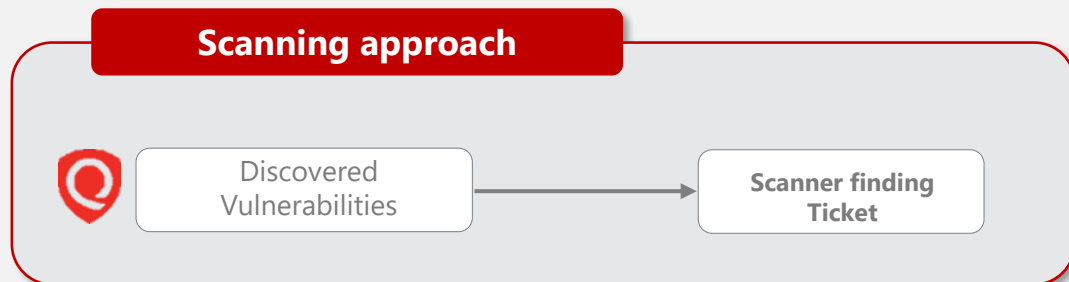 Scanning approach
Discovered
Vulnerabilities
Scanner finding
Ticket